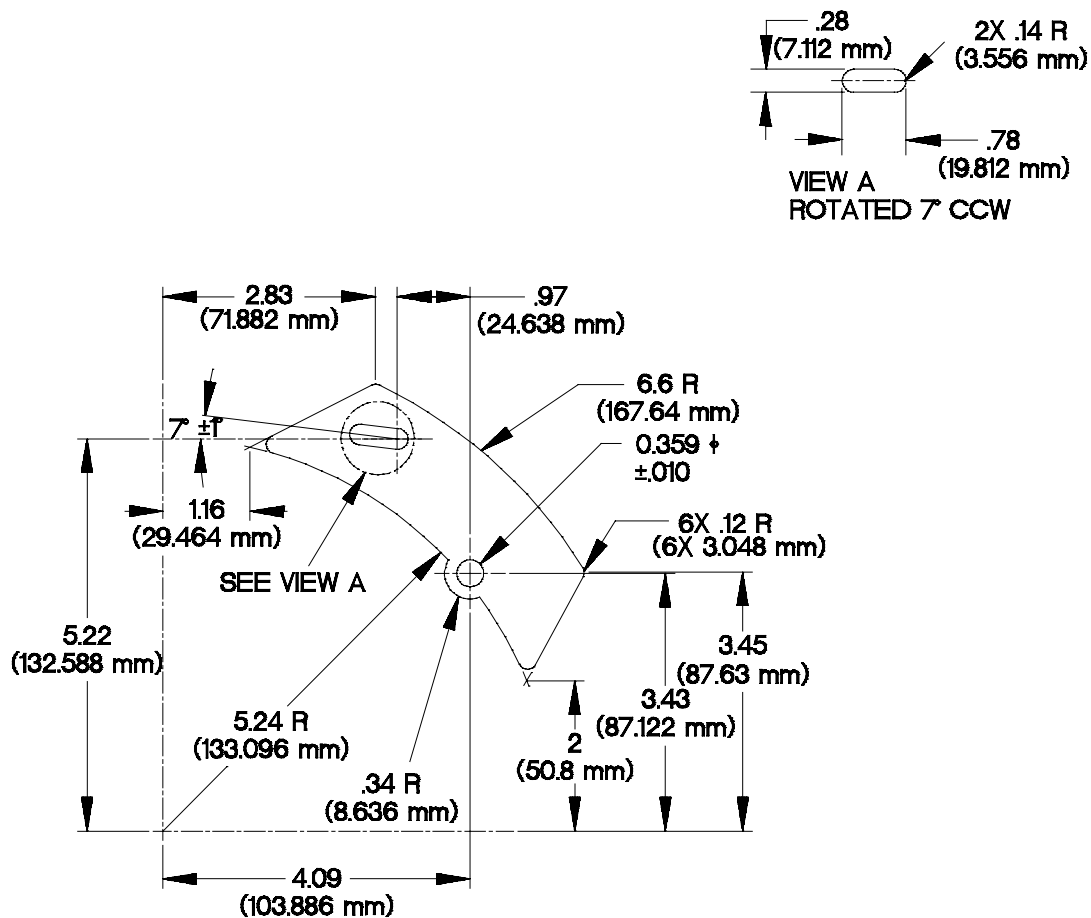 .28
(7.112 mm)
2X .14 R
(3.556 mm)
.78
(19.812 mm)
VIEW A
ROTATED 7° CCW
2.83
(71.882 mm)
.97
(24.638 mm)
6.6 R
(167.64 mm)
7° ±1°
0.359 ϕ
±.010
1.16
(29.464 mm)
6X .12 R
(6X 3.048 mm)
SEE VIEW A
5.22
(132.588 mm)
3.45
(87.63 mm)
3.43
(87.122 mm)
5.24 R
(133.096 mm)
2
(50.8 mm)
.34 R
(8.636 mm)
4.09
(103.886 mm)